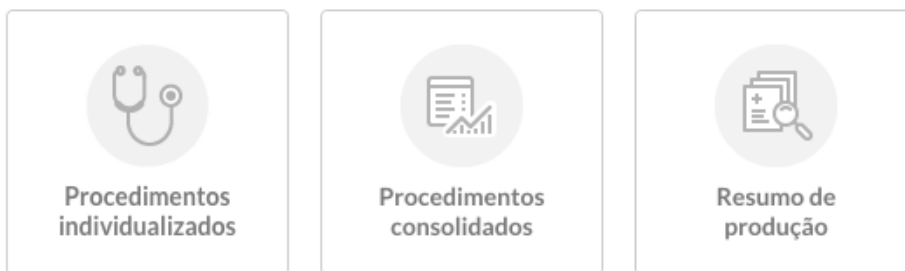 Procedimentos
individualizados
Procedimentos
consolidados
Resumo de
produção